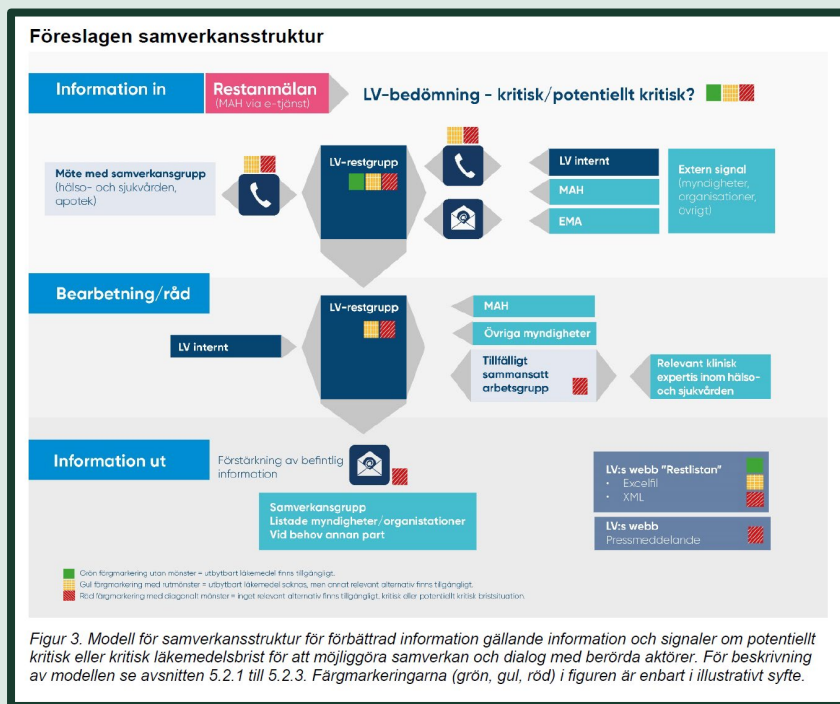 Föreslagen samverkansstruktur
Information in
Restanmälan
(MAH via e-tjänst)
LV-bedömning - kritisk/potentiellt kritisk?
Möte med samverkansgrupp
(hälso- och sjukvården,
apotek)
LV-restgrupp
LV internt
MAH
EMA
Extern signal
(myndigheter,
organisationer,
övrigt)
Bearbetning/råd
LV internt
LV-restgrupp
MAH
Övriga myndigheter
Tillfälligt
sammansatt
arbetsgrupp
Relevant klinisk
expertis inom hälso-
och sjukvården
Information ut
Förstärkning av befintlig
information
Samverkansgrupp
Listade myndigheter/organistationer
Vid behov annan part
LV:s webb "Restlistan"
• Excelfil
• XML
LV:s webb
Pressmeddelande
Grön färgmarkering utan mönster = utbytbart läkemedel finns tillgängligt.
Gul färgmarkering med rutmönster = utbytbart läkemedel saknas, men annat relevant alternativ finns tillgängligt.
Röd färgmarkering med diagonalt mönster = inget relevant alternativ finns tillgängligt, kritisk eller potentiellt kritisk bristsituation.
Figur 3. Modell för samverkansstruktur för förbättrad information gällande information och signaler om potentiellt
kritisk eller kritisk läkemedelsbrist för att möjliggöra samverkan och dialog med berörda aktörer. För beskrivning
av modellen se avsnitten 5.2.1 till 5.2.3. Färgmarkeringarna (grön, gul, röd) i figuren är enbart i illustrativt syfte.